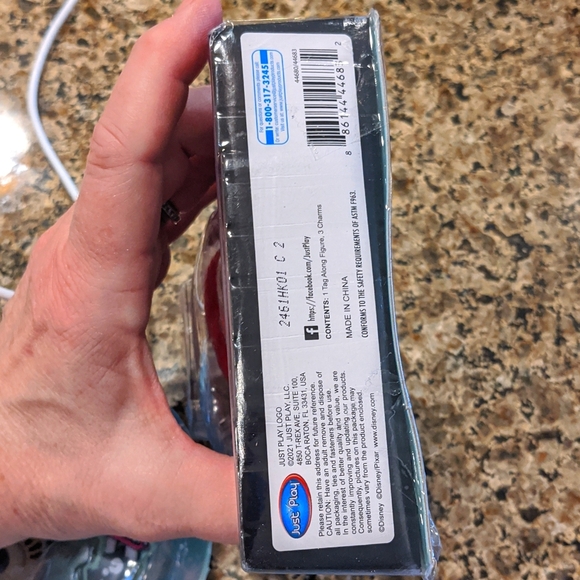 Just Play
JUST PLAY LOGO
©2021 JUST PLAY, LLC.
4850 T-REX AVE, SUITE 100,
BOCA RATON, FL 33431, USA
Please retain this address for future reference.
CAUTION: Have an adult remove and dispose of
all packaging, ties and fasteners before use.
In the interest of better quality and value, we are
constantly improving and updating our products.
Consequently, pictures on this package may
sometimes vary from the product enclosed.
©Disney ©Disney/Pixar. www.disney.com
2461HK01 C 2
https://facebook.com/JustPlay
CONTENTS: 1 Tag Along Figure, 3 Charms
MADE IN CHINA
CONFORMS TO THE SAFETY REQUIREMENTS OF ASTM F963.
1-800-317-3245
44680/44683
8 86144 4468 2